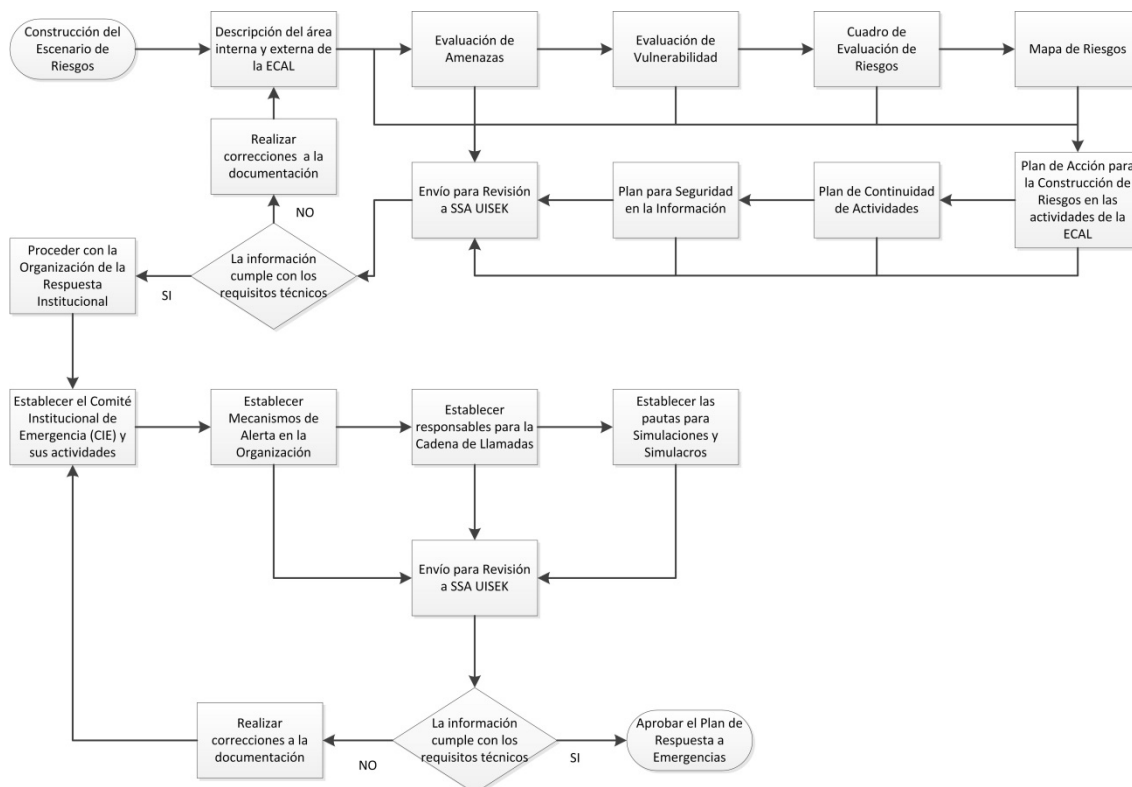 Construcción del
Escenario de
Riesgos
Descripción del área
interna y externa de
la ECAL
Evaluación de
Amenazas
Evaluación de
Vulnerabilidad
Cuadro de
Evaluación de
Riesgos
Mapa de Riesgos
Realizar
correcciones a la
documentación
Envío para Revisión
a SSA UISEK
Plan para Seguridad
en la Información
Plan de Continuidad
de Actividades
Plan de Acción para
la Construcción de
Riesgos en las
actividades de la
ECAL
NO
Proceder con la
Organización de la
Respuesta
Institucional
SI
La información
cumple con los
requisitos técnicos
Establecer el Comité
Institucional de
Emergencia (CIE) y
sus actividades
Establecer
Mecanismos de
Alerta en la
Organización
Establecer
responsables para la
Cadena de Llamadas
Establecer las
pautas para
Simulaciones y
Simulacros
Envío para Revisión
a SSA UISEK
Realizar
correcciones a la
documentación
NO
La información
cumple con los
requisitos técnicos
SI
Aprobar el Plan de
Respuesta a
Emergencias